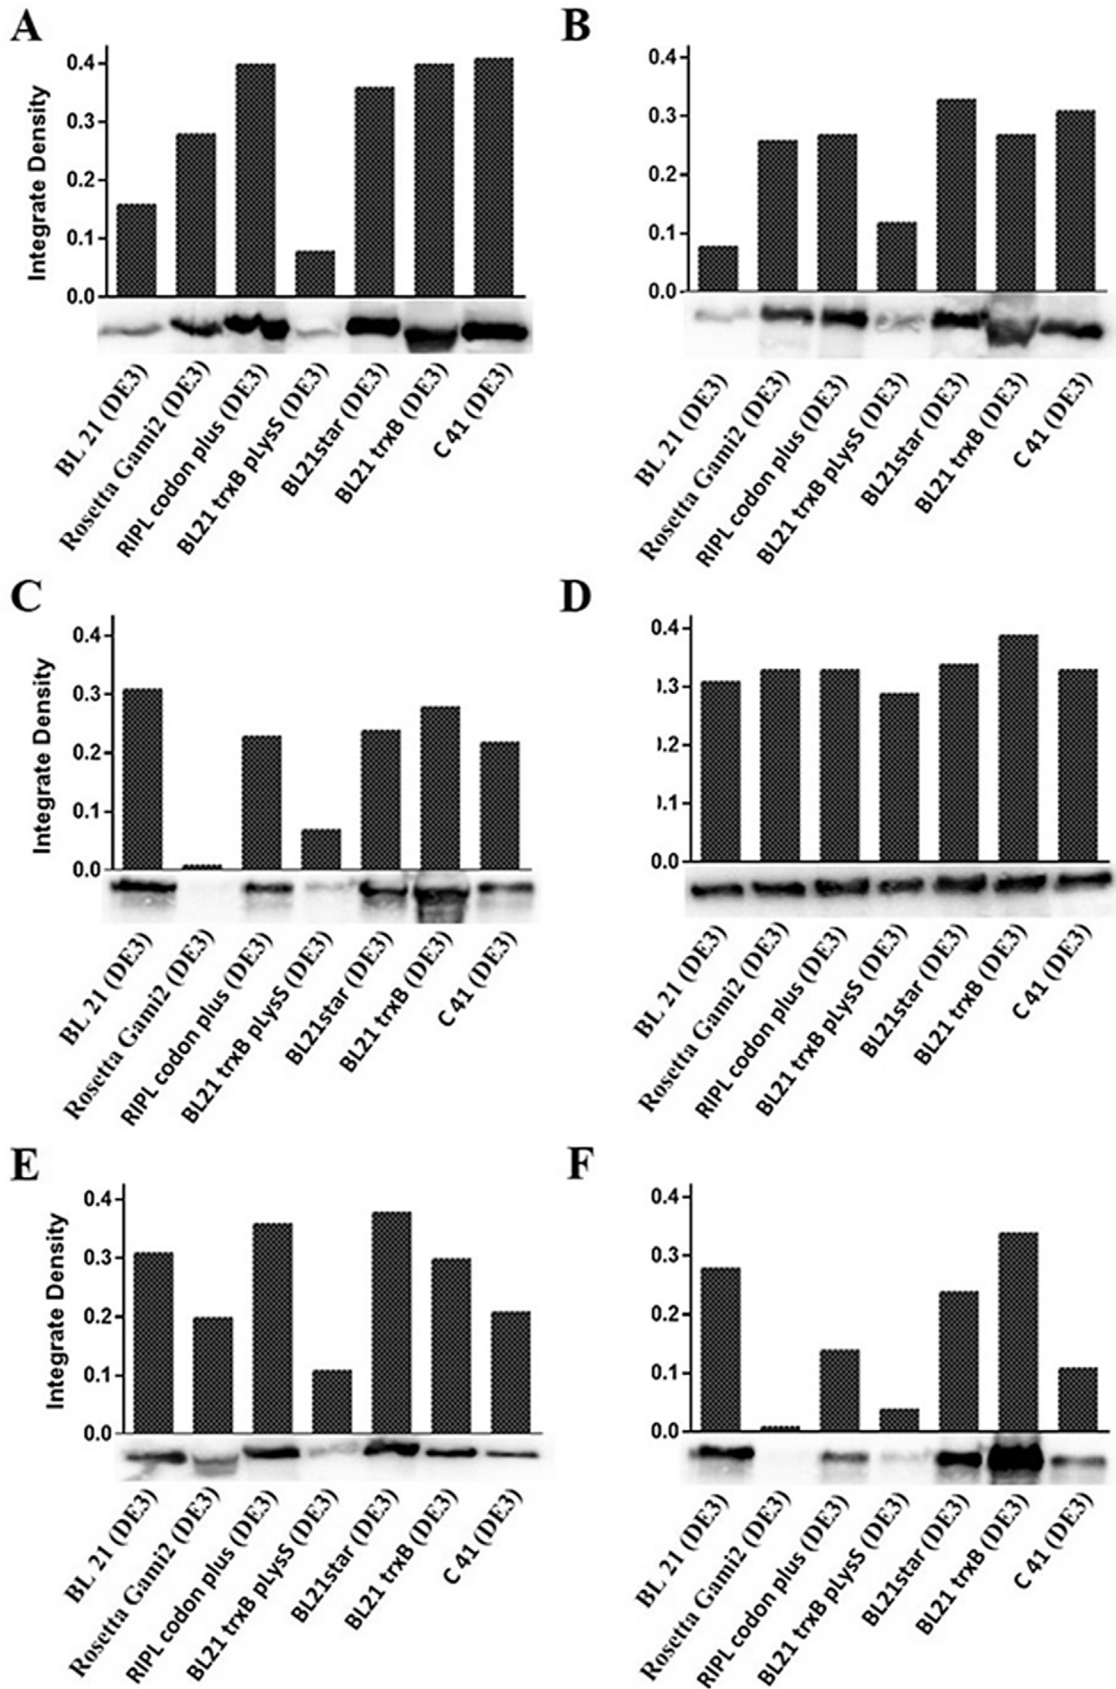 A
Integrate Density
0.4
0.3
0.2
0.1
0.0
BL 21 (DE3)
Rosetta Gami2 (DE3)
RIPL codon plus (DE3)
BL21 trxB pLysS (DE3)
BL21star (DE3)
BL21 trxB (DE3)
C 41 (DE3)
B
0.4
0.3
0.2
0.1
0.0
BL 21 (DE3)
Rosetta Gami2 (DE3)
RIPL codon plus (DE3)
BL21 trxB pLysS (DE3)
BL21star (DE3)
BL21 trxB (DE3)
C 41 (DE3)
C
Integrate Density
0.4
0.3
0.2
0.1
0.0
BL 21 (DE3)
Rosetta Gami2 (DE3)
RIPL codon plus (DE3)
BL21 trxB pLysS (DE3)
BL21star (DE3)
BL21 trxB (DE3)
C 41 (DE3)
D
0.4
0.3
0.2
0.1
0.0
BL 21 (DE3)
Rosetta Gami2 (DE3)
RIPL codon plus (DE3)
BL21 trxB pLysS (DE3)
BL21star (DE3)
BL21 trxB (DE3)
C 41 (DE3)
E
Integrate Density
0.4
0.3
0.2
0.1
0.0
BL 21 (DE3)
Rosetta Gami2 (DE3)
RIPL codon plus (DE3)
BL21 trxB pLysS (DE3)
BL21star (DE3)
BL21 trxB (DE3)
C 41 (DE3)
F
0.4
0.3
0.2
0.1
0.0
BL 21 (DE3)
Rosetta Gami2 (DE3)
RIPL codon plus (DE3)
BL21 trxB pLysS (DE3)
BL21star (DE3)
BL21 trxB (DE3)
C 41 (DE3)